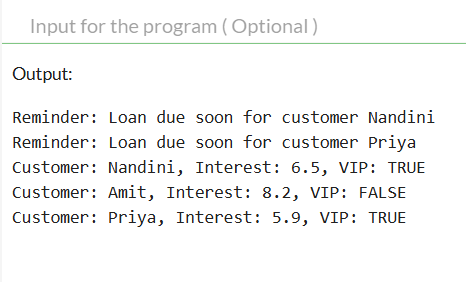 Input for the program ( Optional )
Output:
Reminder: Loan due soon for customer Nandini
Reminder: Loan due soon for customer Priya
Customer: Nandini, Interest: 6.5, VIP: TRUE
Customer: Amit, Interest: 8.2, VIP: FALSE
Customer: Priya, Interest: 5.9, VIP: TRUE